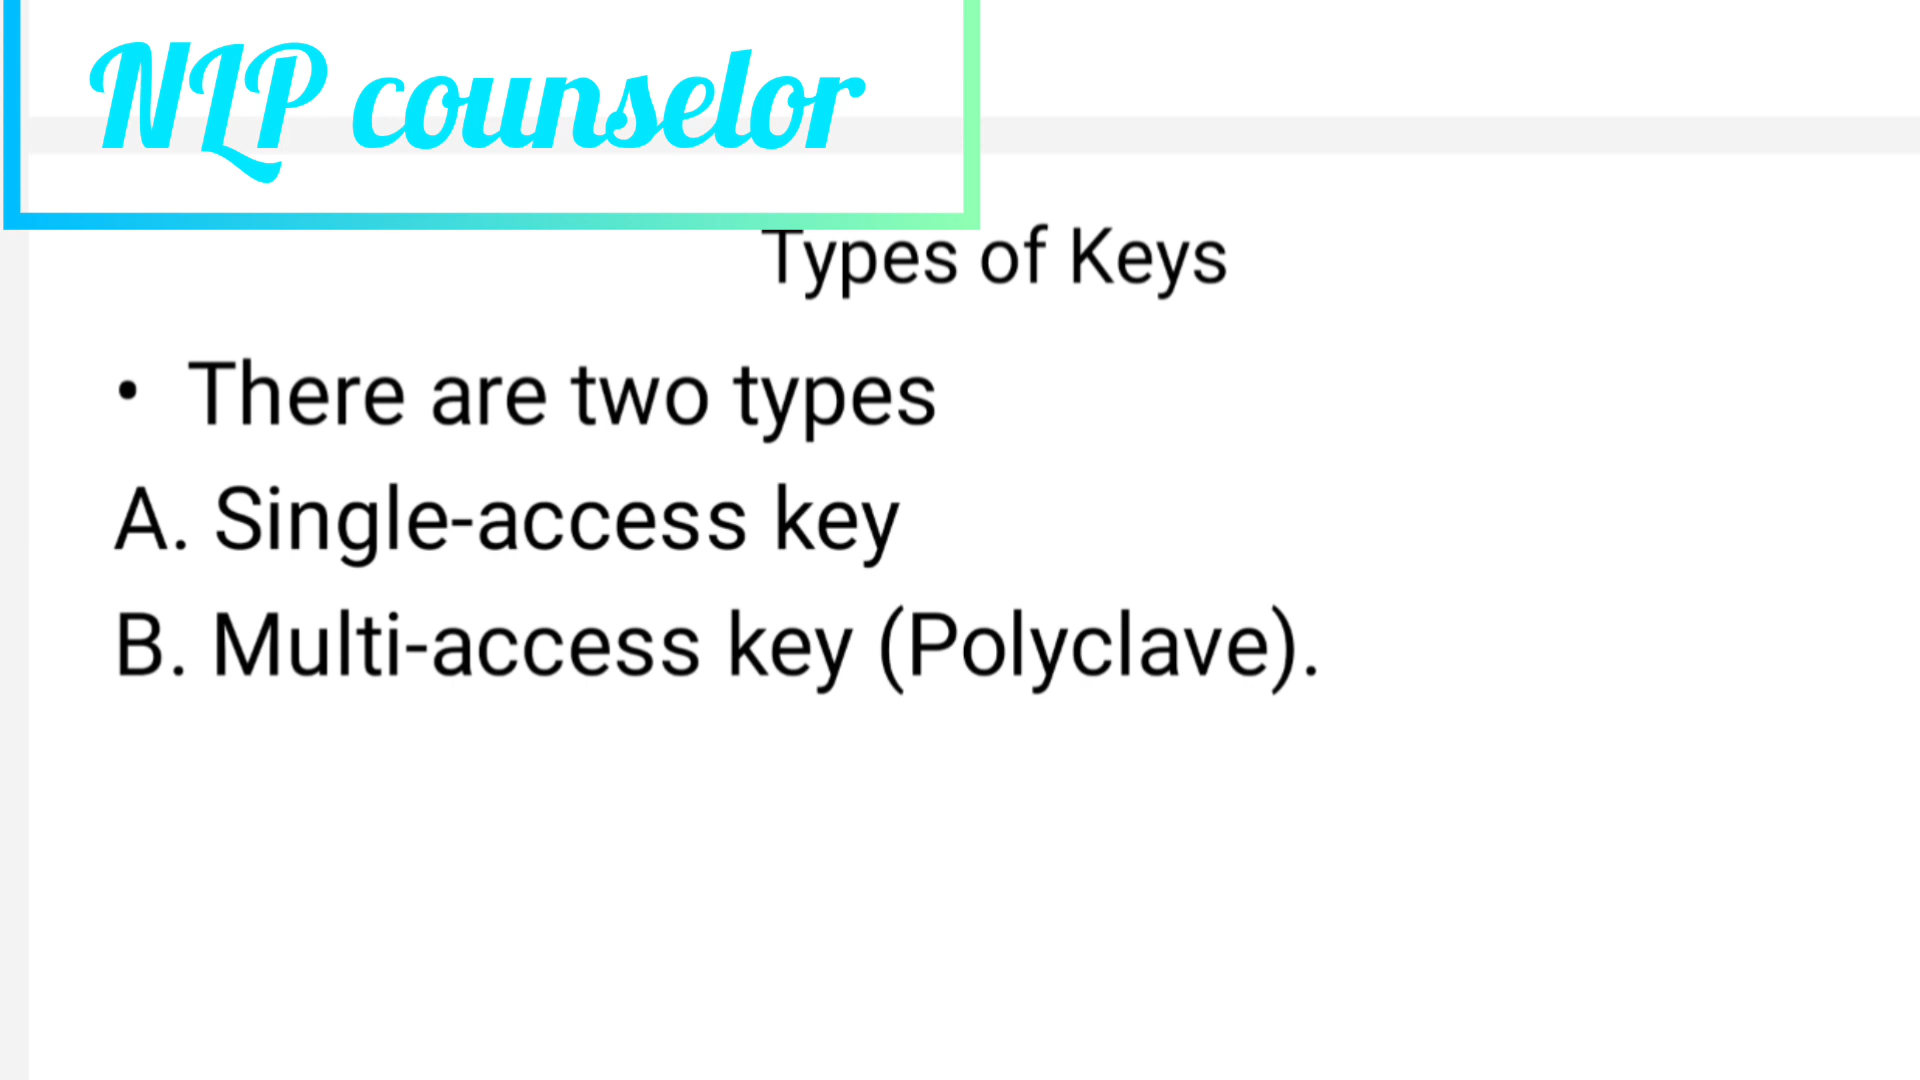 NLP counselor
Types of Keys
• There are two types
A. Single-access key
B. Multi-access key (Polyclave).